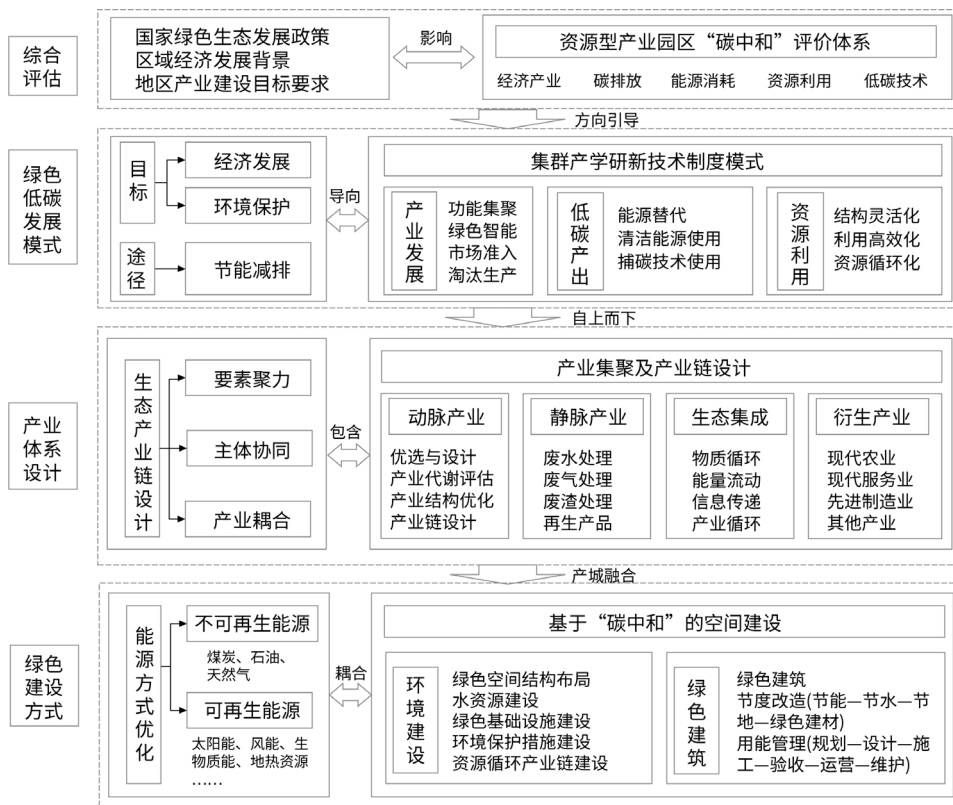 综合
评估
国家绿色生态发展政策
区域经济发展背景
地区产业建设目标要求
影响
资源型产业园区“碳中和”评价体系
经济产业 碳排放 能源消耗 资源利用 低碳技术
方向引导
绿色
低碳
发展
模式
目标
经济发展
环境保护
途径
节能减排
导向
集群产学研新技术制度模式
产业发展
功能集聚
绿色智能
市场准入
淘汰生产
低碳产出
能源替代
清洁能源使用
捕碳技术使用
资源利用
结构灵活化
利用高效化
资源循环化
自上而下
产业
体系
设计
生态产业链设计
要素聚力
主体协同
产业耦合
包含
产业集聚及产业链设计
动脉产业
优选与设计
产业代谢评估
产业结构优化
产业链设计
静脉产业
废水处理
废气处理
废渣处理
再生产品
生态集成
物质循环
能量流动
信息传递
产业循环
衍生产业
现代农业
现代服务业
先进制造业
其他产业
产城融合
绿色
建设
方式
能源方式优化
不可再生能源
煤炭、石油、
天然气
可再生能源
太阳能、风能、生
物质能、地热资源
……
耦合
基于“碳中和”的空间建设
环境建设
绿色空间结构布局
水资源建设
绿色基础设施建设
环境保护措施建设
资源循环产业链建设
绿色建筑
绿色建筑
节度改造(节能—节水—节
地—绿色建材)
用能管理(规划—设计—施
工—验收—运营—维护)